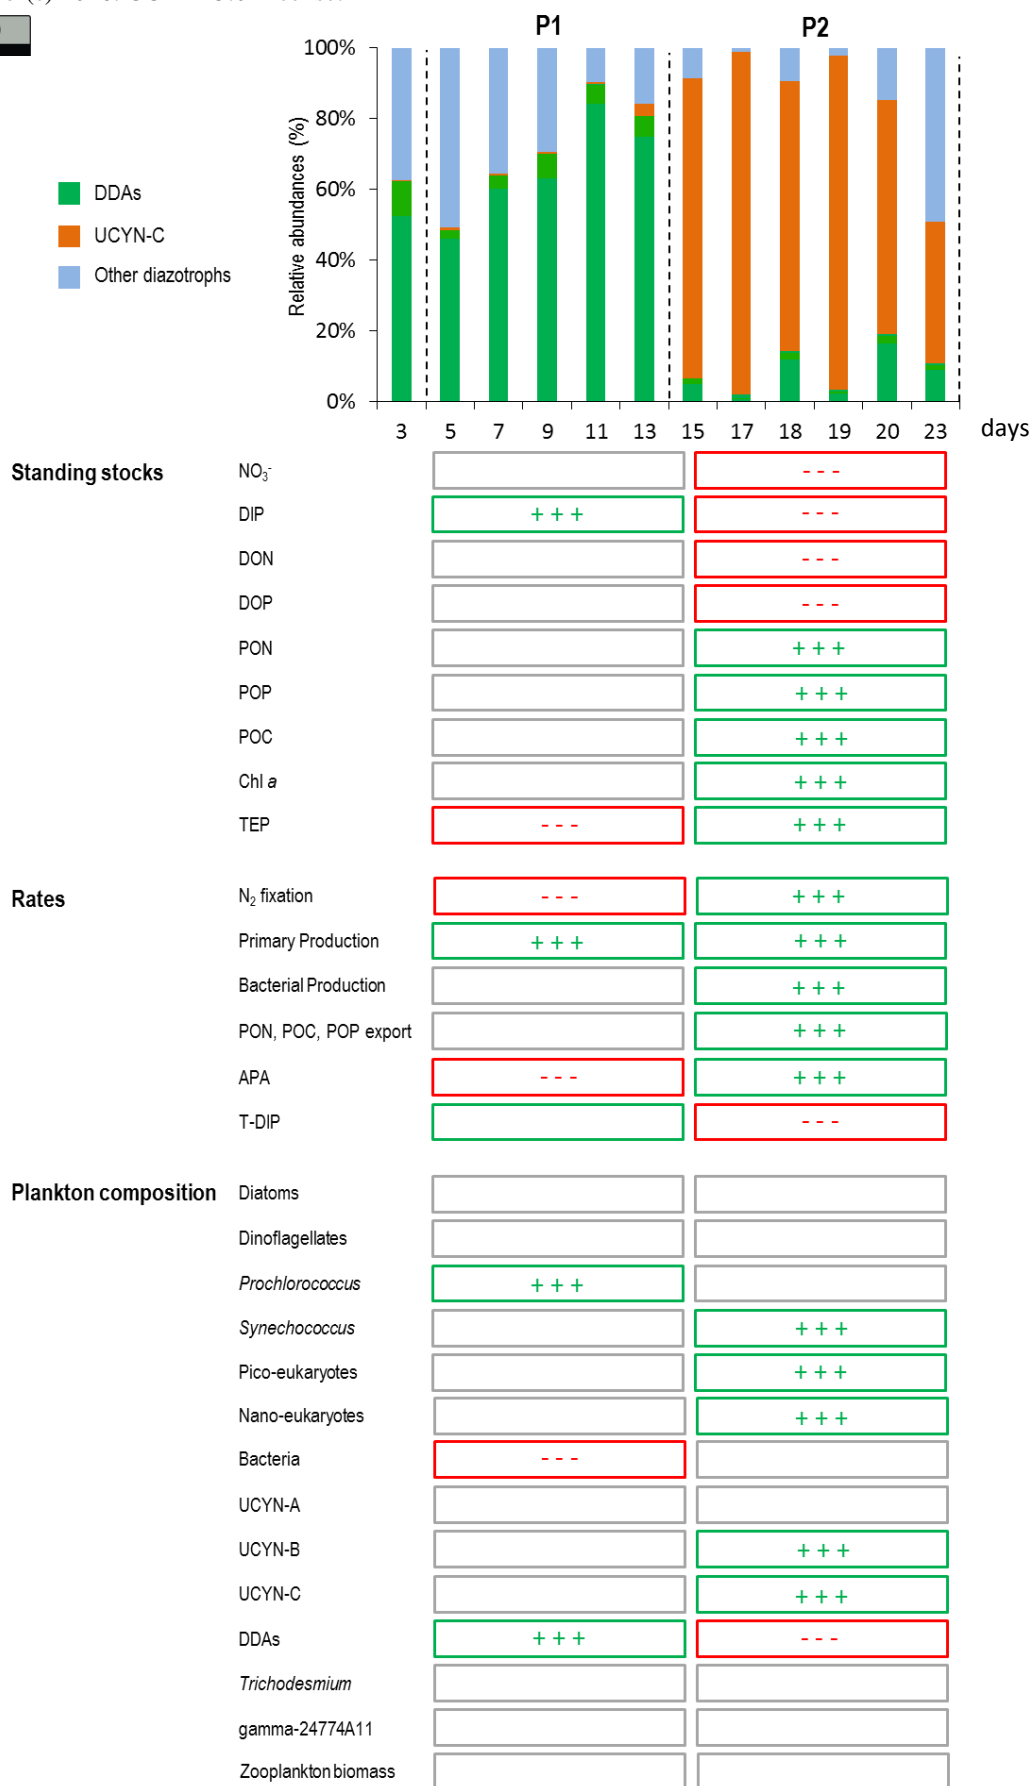 P1 P2
100%
80%
60%
40%
20%
0%
Relative abundances (%)
DDAs
UCYN-C
Other diazotrophs
3 5 7 9 11 13 15 17 18 19 20 23 days
Standing stocks NO₃⁻ - - -
DIP + + + - - -
DON - - -
DOP - - -
PON + + +
POP + + +
POC + + +
Chl a + + +
TEP - - - + + +
Rates N₂ fixation - - - + + +
Primary Production + + + + + +
Bacterial Production + + +
PON, POC, POP export + + +
APA - - - + + +
T-DIP - - -
Plankton composition Diatoms
Dinoflagellates
Prochlorococcus + + +
Synechococcus + + +
Pico-eukaryotes + + +
Nano-eukaryotes + + +
Bacteria - - -
UCYN-A
UCYN-B + + +
UCYN-C + + +
DDAs + + + - - -
Trichodesmium
gamma-24774A11
Zooplankton biomass